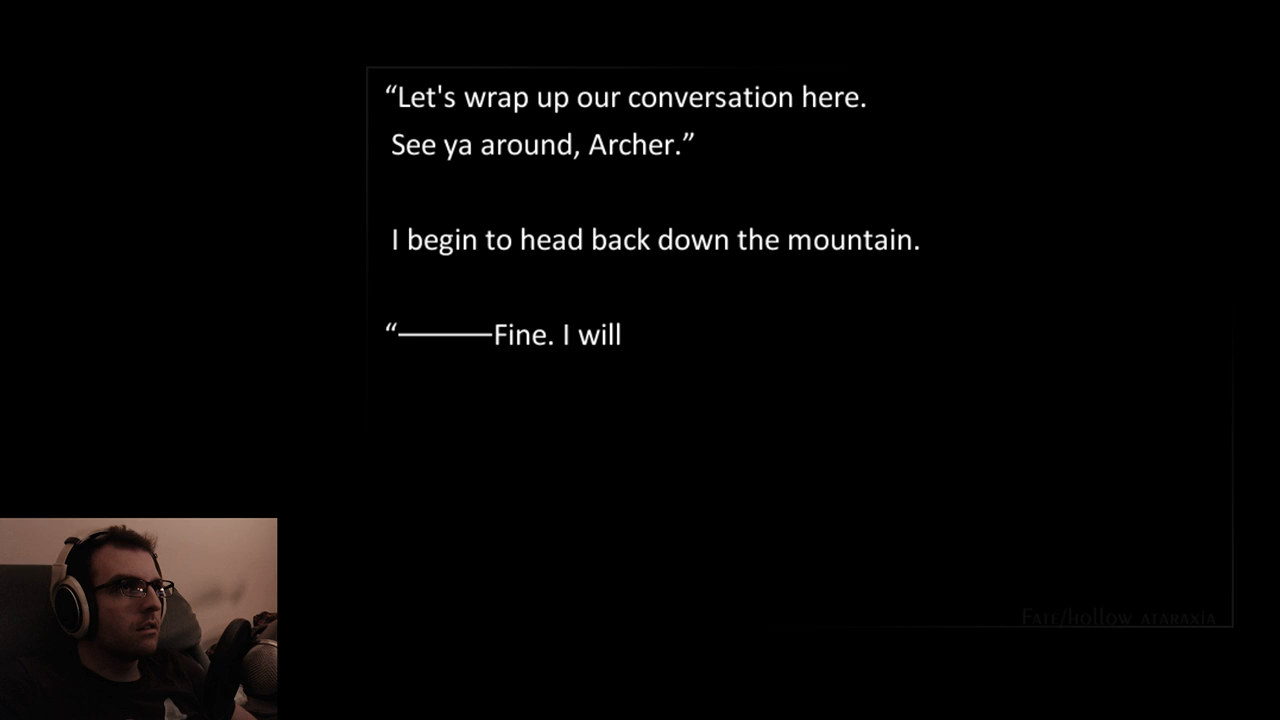 “Let's wrap up our conversation here.
See ya around, Archer.”
I begin to head back down the mountain.
“————Fine. I will
Fate/hollow ataraxia